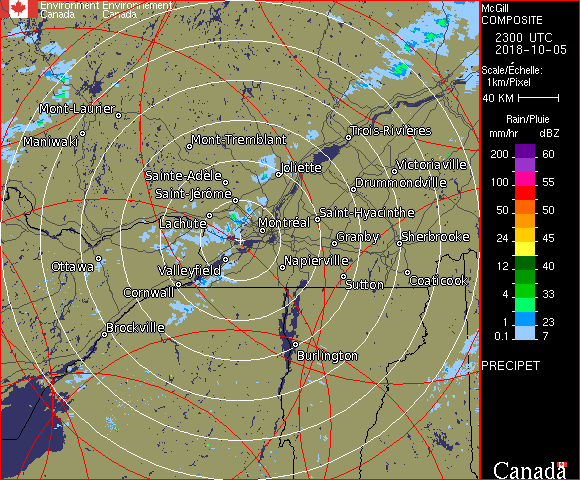 Environment Environnement
Canada Canada
McGill
COMPOSITE
2300 UTC
2018-10-05
Scale/Échelle:
1km/Pixel
40 KM
Rain/Pluie
mm/hr dBZ
200 60
150 57
100 55
50 50
24 45
12 40
4 33
1 23
0.1 7
PRECIPET
Canada
Mont-Laurier
Maniwaki
Mont-Tremblant
Trois-Rivières
Sainte-Adèle
Joliette
Victoriaville
Saint-Jérôme
Drummondville
Lachute
Montréal
Saint-Hyacinthe
Granby
Sherbrooke
Ottawa
Valleyfield
Napierville
Cornwall
Sutton
Coaticook
Brockville
Burlington